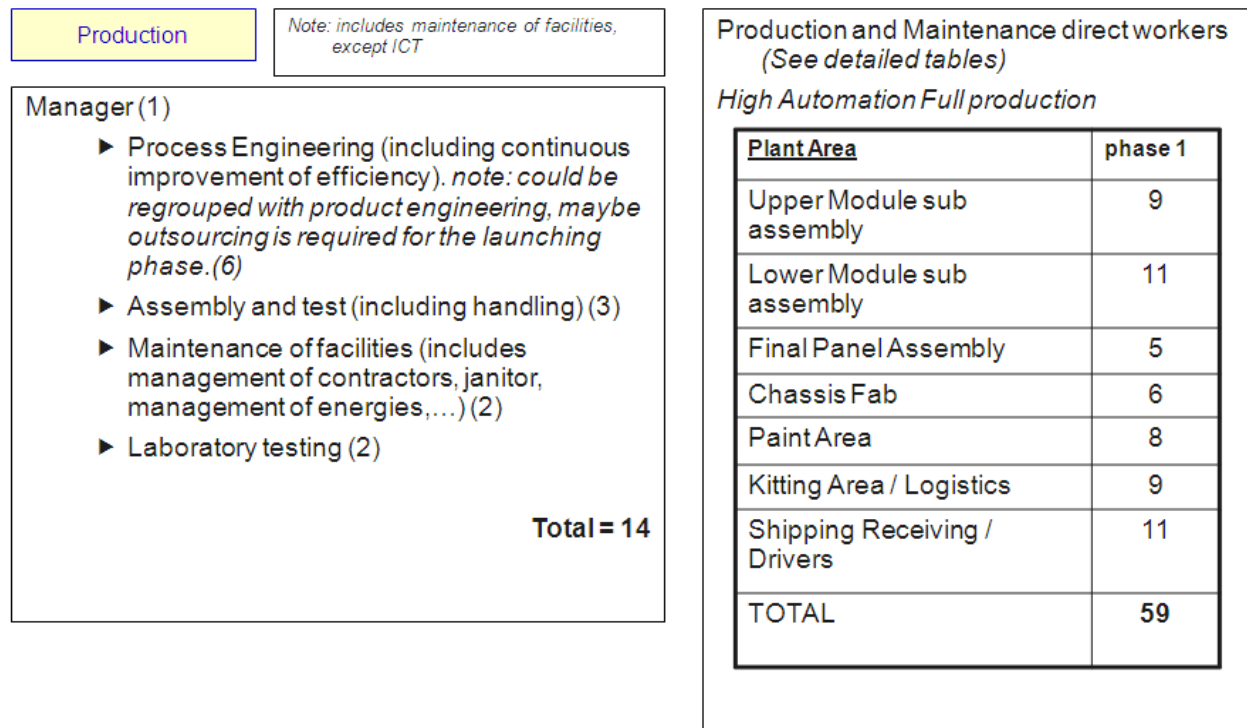 Production
Note: includes maintenance of facilities,
except ICT
Manager (1)
► Process Engineering (including continuous
improvement of efficiency). note: could be
regrouped with product engineering, maybe
outsourcing is required for the launching
phase.(6)
► Assembly and test (including handling) (3)
► Maintenance of facilities (includes
management of contractors, janitor,
management of energies,…) (2)
► Laboratory testing (2)
Total = 14
Production and Maintenance direct workers
(See detailed tables)
High Automation Full production
Plant Area phase 1
Upper Module sub
assembly 9
Lower Module sub
assembly 11
Final Panel Assembly 5
Chassis Fab 6
Paint Area 8
Kitting Area / Logistics 9
Shipping Receiving /
Drivers 11
TOTAL 59